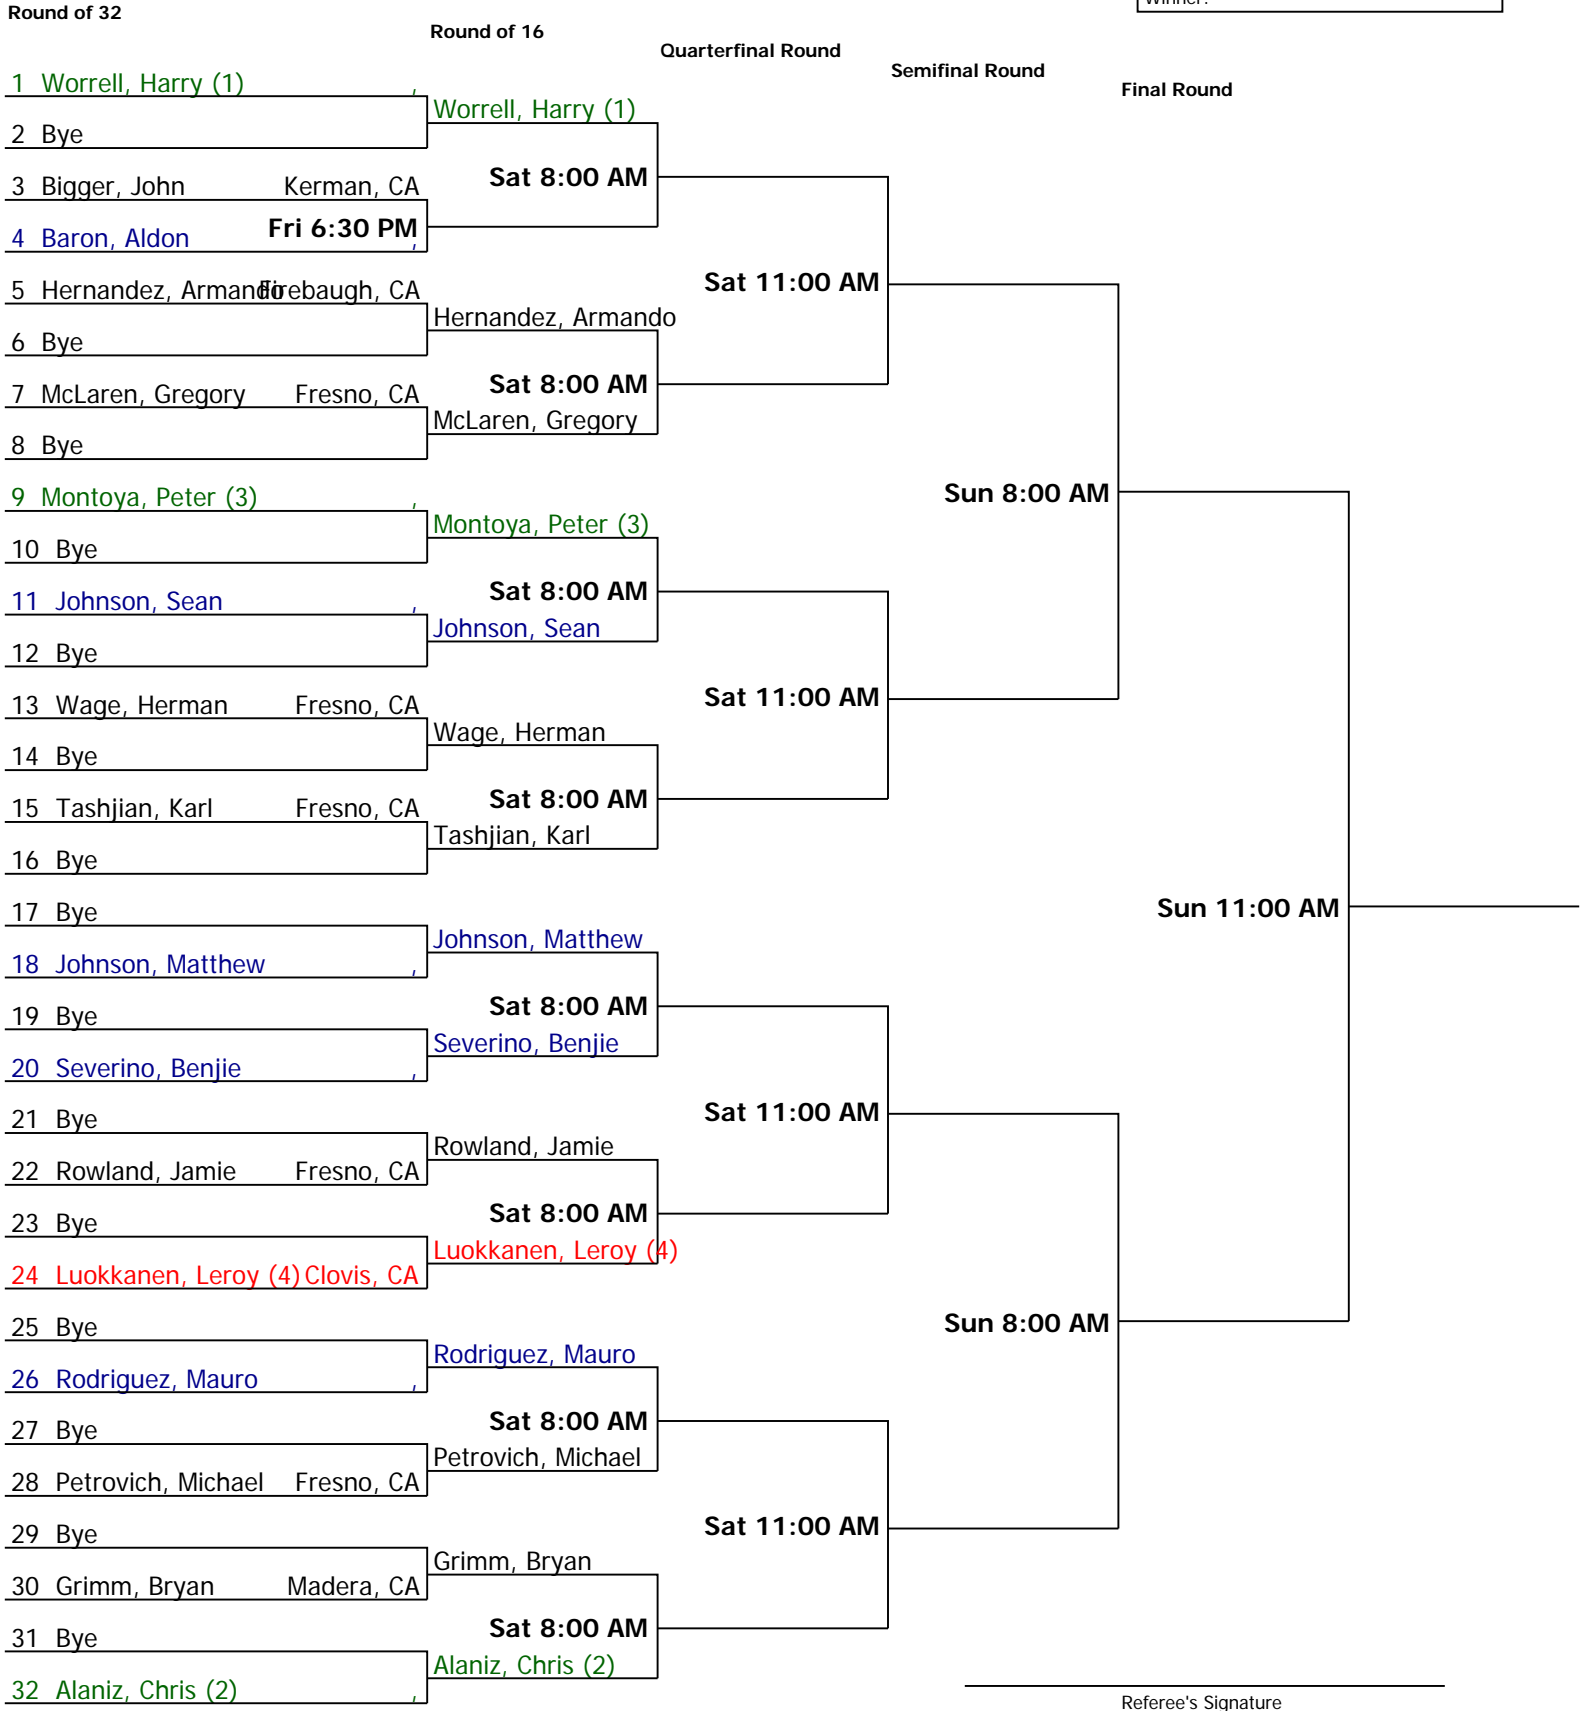 Winner:
Round of 32
Round of 16
Quarterfinal Round
Semifinal Round
Final Round
1 Worrell, Harry (1) ,
Worrell, Harry (1)
2 Bye
Sat 8:00 AM
3 Bigger, John Kerman, CA
Fri 6:30 PM
4 Baron, Aldon ,
Sat 11:00 AM
5 Hernandez, Armando Firebaugh, CA
Hernandez, Armando
6 Bye
Sat 8:00 AM
7 McLaren, Gregory Fresno, CA
McLaren, Gregory
8 Bye
Sun 8:00 AM
9 Montoya, Peter (3) ,
Montoya, Peter (3)
10 Bye
Sat 8:00 AM
11 Johnson, Sean ,
Johnson, Sean
12 Bye
Sat 11:00 AM
13 Wage, Herman Fresno, CA
Wage, Herman
14 Bye
Sat 8:00 AM
15 Tashjian, Karl Fresno, CA
Tashjian, Karl
16 Bye
Sun 11:00 AM
17 Bye
Johnson, Matthew
18 Johnson, Matthew ,
Sat 8:00 AM
19 Bye
Severino, Benjie
20 Severino, Benjie ,
Sat 11:00 AM
21 Bye
Rowland, Jamie
22 Rowland, Jamie Fresno, CA
Sat 8:00 AM
23 Bye
Luokkanen, Leroy (4)
24 Luokkanen, Leroy (4) Clovis, CA
Sun 8:00 AM
25 Bye
Rodriguez, Mauro
26 Rodriguez, Mauro ,
Sat 8:00 AM
27 Bye
Petrovich, Michael
28 Petrovich, Michael Fresno, CA
Sat 11:00 AM
29 Bye
Grimm, Bryan
30 Grimm, Bryan Madera, CA
Sat 8:00 AM
31 Bye
Alaniz, Chris (2)
32 Alaniz, Chris (2) ,
Referee's Signature